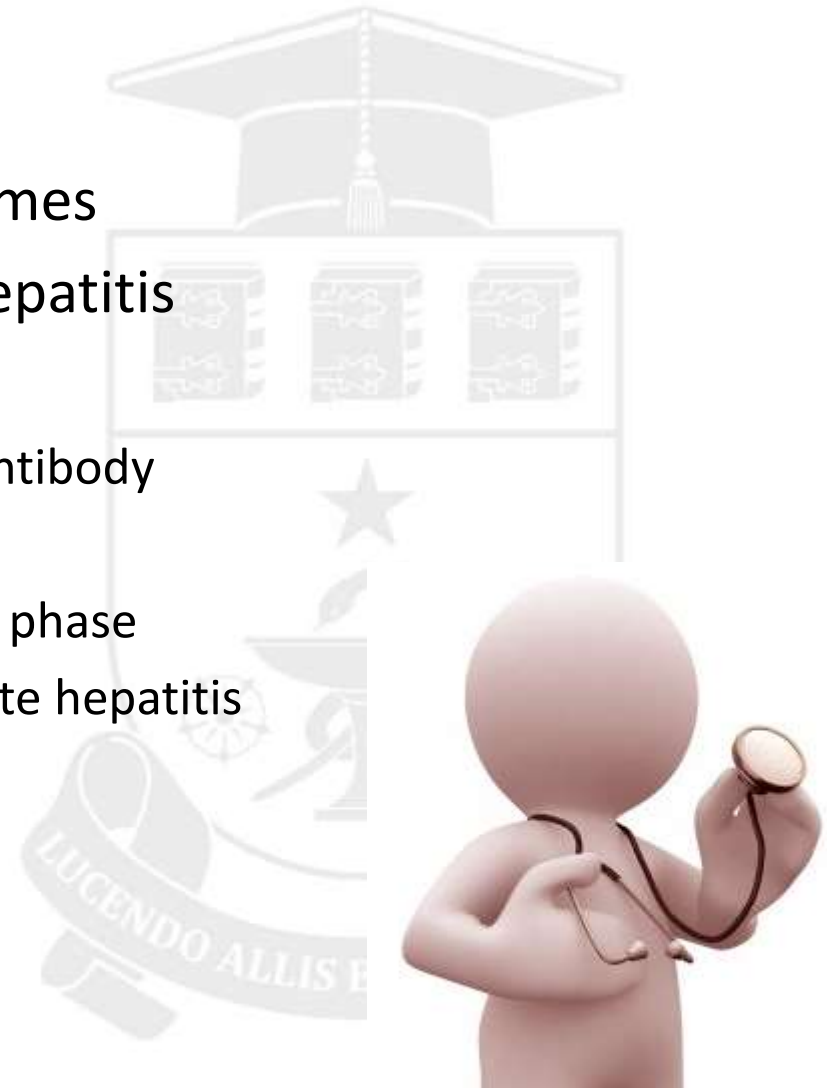 mes
epatitis
ntibody
phase
te hepatitis
LUCENDO ALLIS E